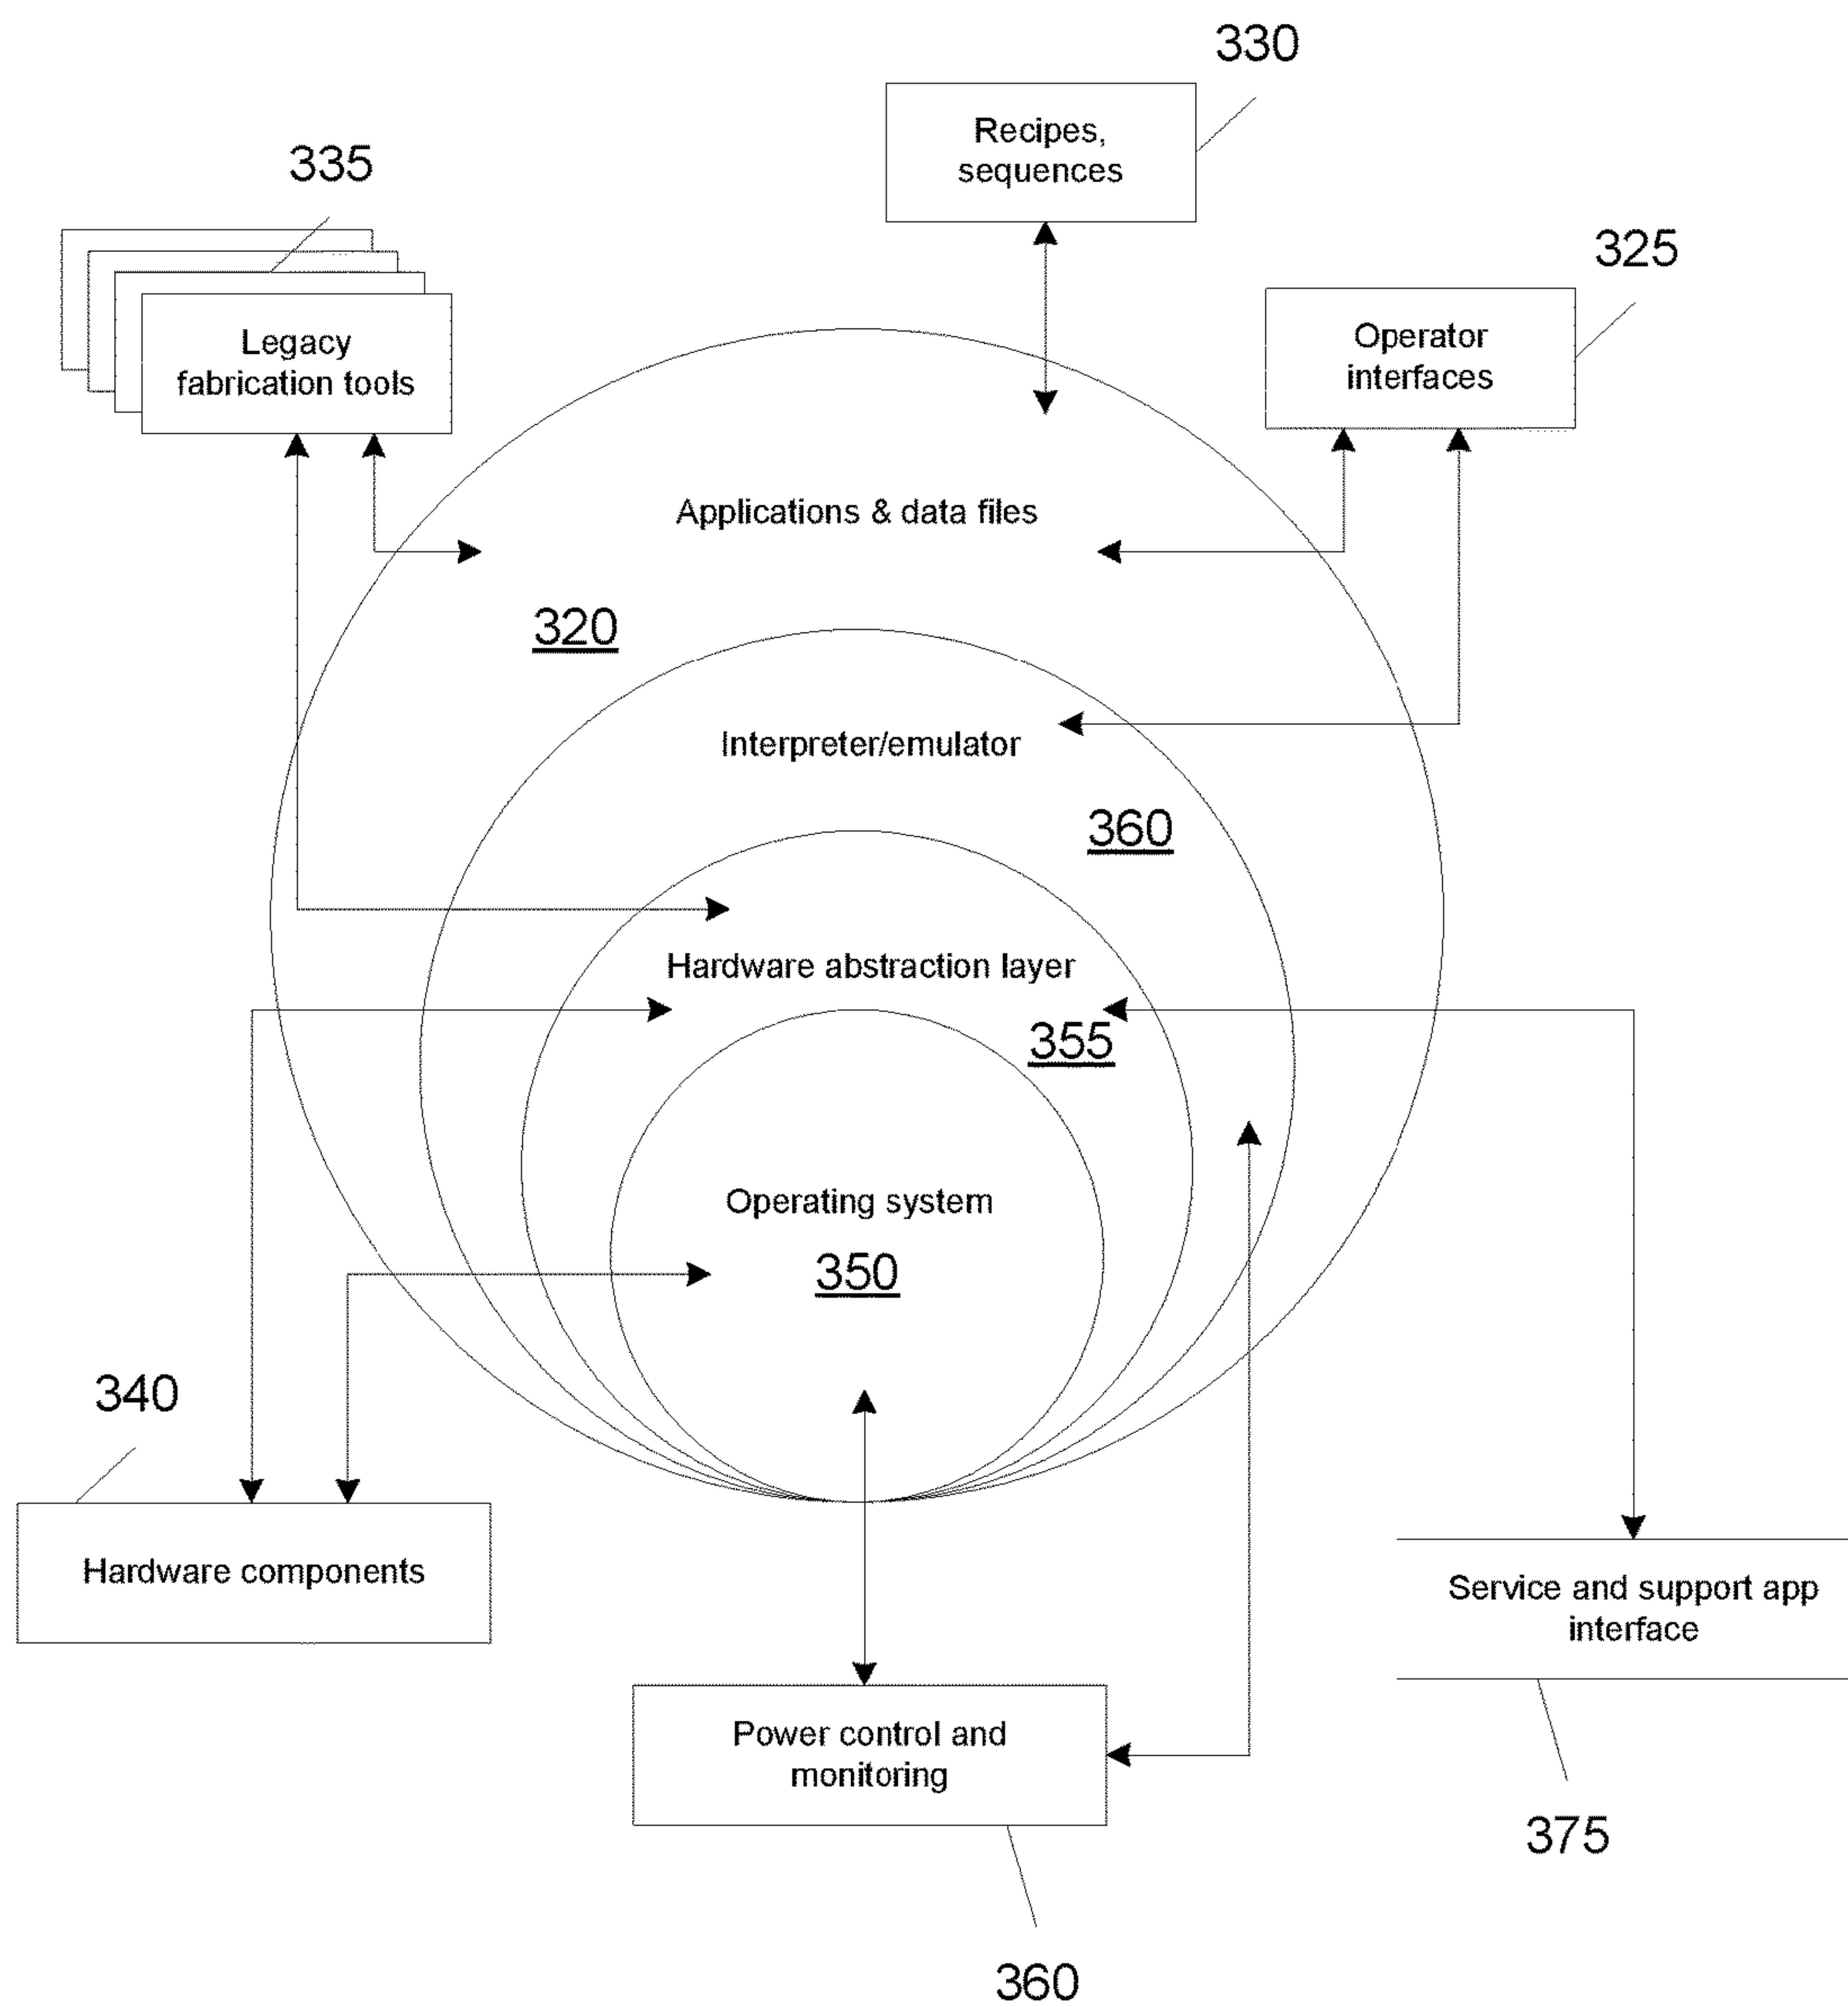 330
Recipes,
sequences
335
325
Legacy
fabrication tools
Operator
interfaces
Applications & data files
320
Interpreter/emulator
360
Hardware abstraction layer
355
Operating system
350
340
Hardware components
Service and support app
interface
Power control and
monitoring
375
360